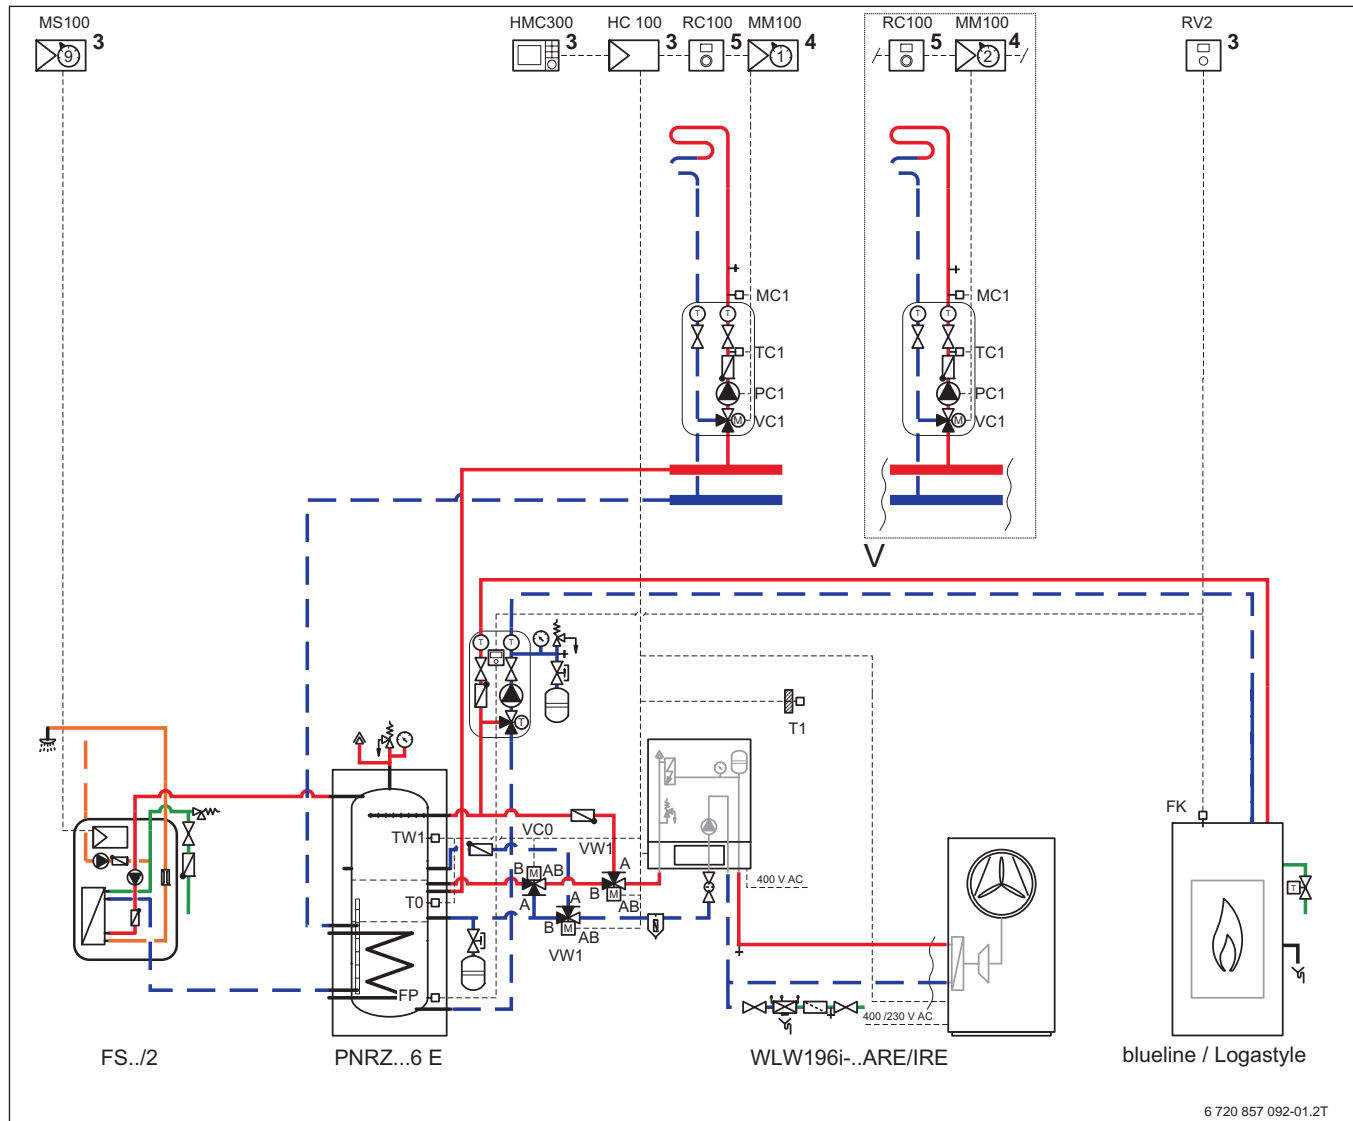 MS100
HMC300
HC 100
RC100
MM100
RC100
MM100
RV2
3
3
3
5
4
5
4
3
9
1
2
MC1
MC1
T
T
T
T
TC1
TC1
PC1
PC1
M
VC1
M
VC1
V
T
T
T
T1
FK
TW1
VC0
VW1
B
M
AB
A
B
M
AB
A
A
T0
B
M
AB
VW1
400 V AC
T
FP
400 /230 V AC
FS../2
PNRZ...6 E
WLW196i-..ARE/IRE
blueline / Logastyle
6 720 857 092-01.2T